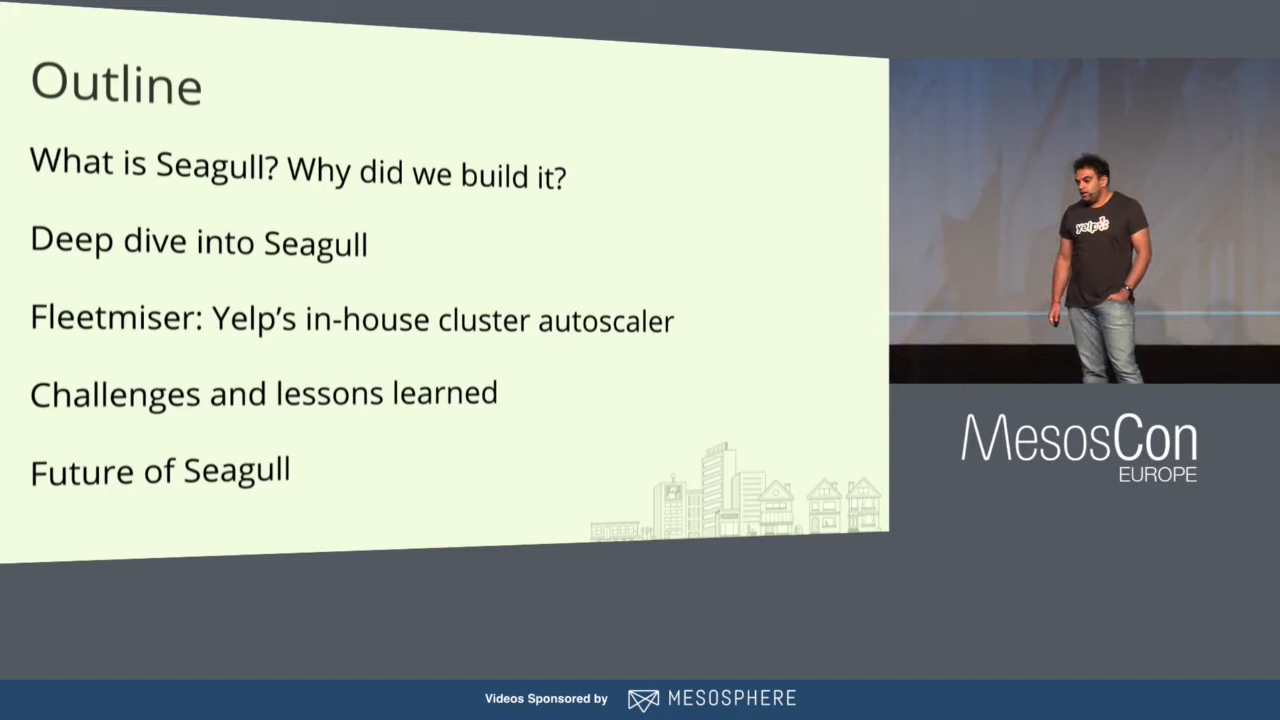 Outline
What is Seagull? Why did we build it?
Deep dive into Seagull
Fleetmiser: Yelp's in-house cluster autoscaler
Challenges and lessons learned
Future of Seagull
yelp
MesosCon
EUROPE
Videos Sponsored by MESOSPHERE